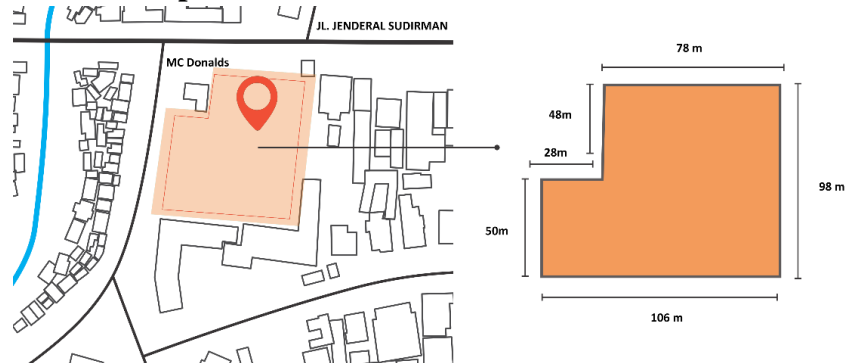 JL. JENDERAL SUDIRMAN
MC Donalds
78 m
48m
28m
98 m
50m
106 m